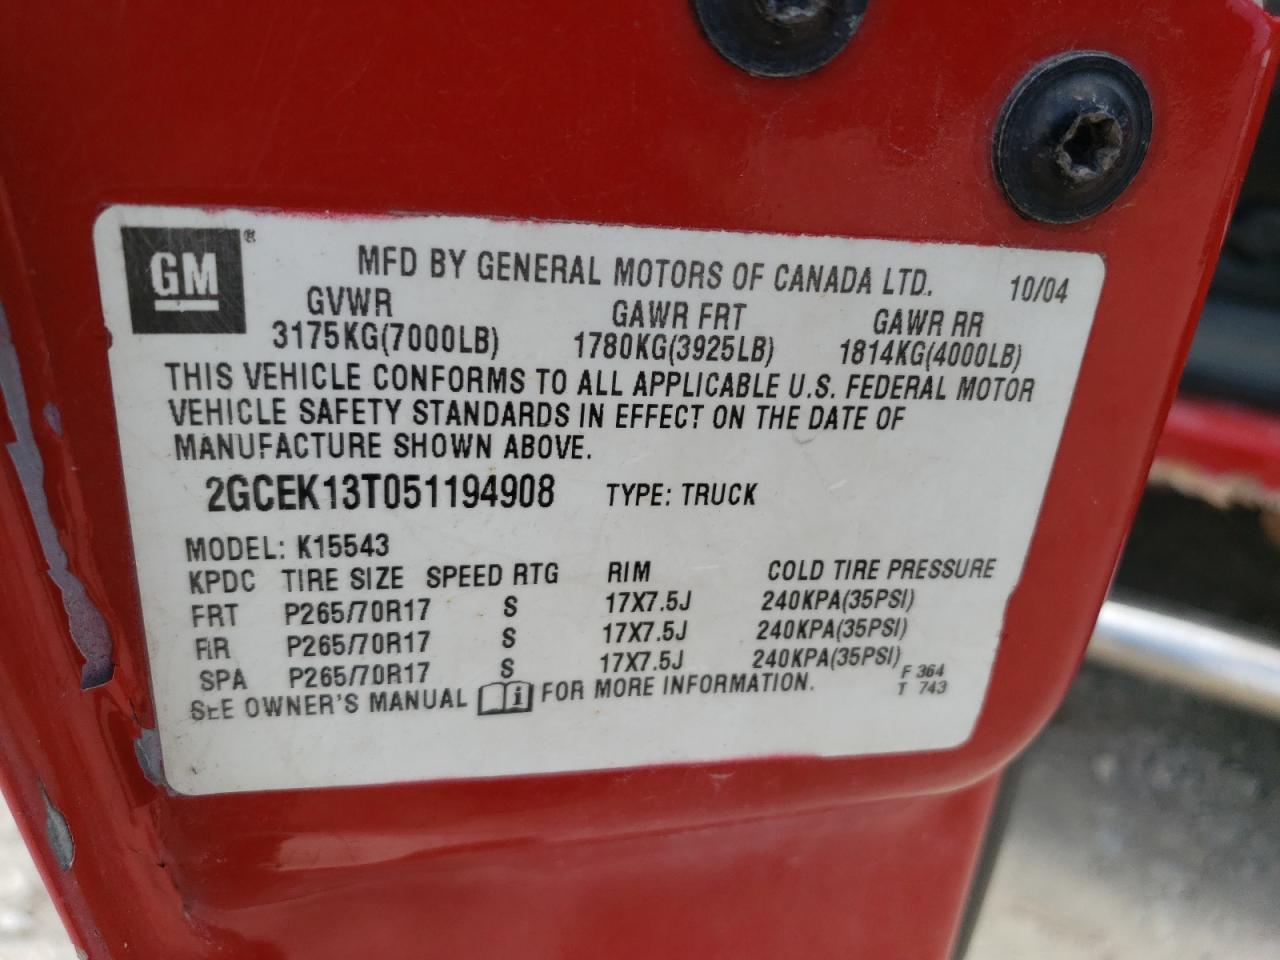 GM®
MFD BY GENERAL MOTORS OF CANADA LTD. 10/04
GVWR GAWR FRT GAWR RR
3175KG(7000LB) 1780KG(3925LB) 1814KG(4000LB)
THIS VEHICLE CONFORMS TO ALL APPLICABLE U.S. FEDERAL MOTOR
VEHICLE SAFETY STANDARDS IN EFFECT ON THE DATE OF
MANUFACTURE SHOWN ABOVE.
2GCEK13T051194908 TYPE: TRUCK
MODEL: K15543
KPDC TIRE SIZE SPEED RTG RIM COLD TIRE PRESSURE
FRT P265/70R17 S 17X7.5J 240KPA(35PSI)
RR P265/70R17 S 17X7.5J 240KPA(35PSI)
SPA P265/70R17 S 17X7.5J 240KPA(35PSI)
SEE OWNER'S MANUAL i FOR MORE INFORMATION.
F 364
T 743